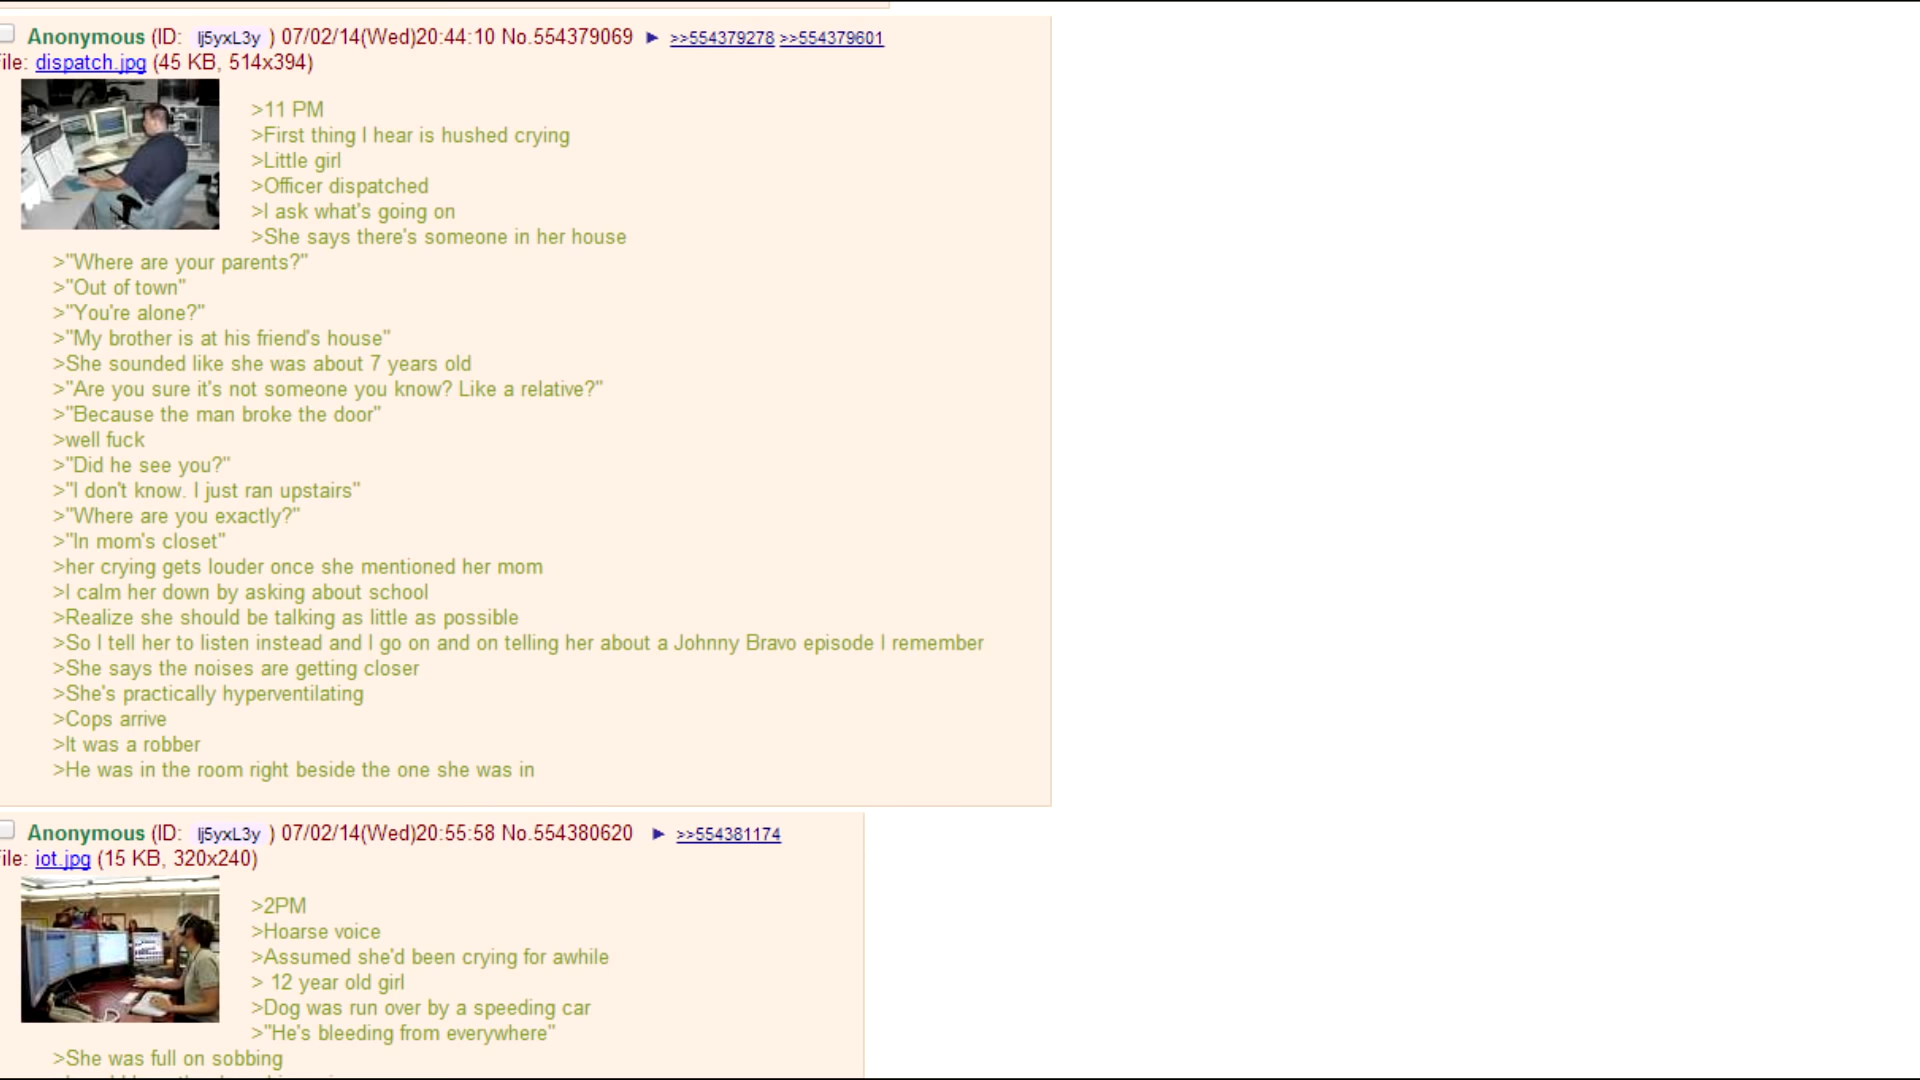 Anonymous (ID: lj5yxL3y ) 07/02/14(Wed)20:44:10 No.554379069 ▶ >>554379278 >>554379601
ile: dispatch.jpg (45 KB, 514x394)
>11 PM
>First thing I hear is hushed crying
>Little girl
>Officer dispatched
>I ask what's going on
>She says there's someone in her house
>"Where are your parents?"
>"Out of town"
>"You're alone?"
>"My brother is at his friend's house"
>She sounded like she was about 7 years old
>"Are you sure it's not someone you know? Like a relative?"
>"Because the man broke the door"
>well fuck
>"Did he see you?"
>"I don't know. I just ran upstairs"
>"Where are you exactly?"
>"In mom's closet"
>her crying gets louder once she mentioned her mom
>I calm her down by asking about school
>Realize she should be talking as little as possible
>So I tell her to listen instead and I go on and on telling her about a Johnny Bravo episode I remember
>She says the noises are getting closer
>She's practically hyperventilating
>Cops arrive
>It was a robber
>He was in the room right beside the one she was in
Anonymous (ID: lj5yxL3y ) 07/02/14(Wed)20:55:58 No.554380620 ▶ >>554381174
ile: iot.jpg (15 KB, 320x240)
>2PM
>Hoarse voice
>Assumed she'd been crying for awhile
> 12 year old girl
>Dog was run over by a speeding car
>"He's bleeding from everywhere"
>She was full on sobbing